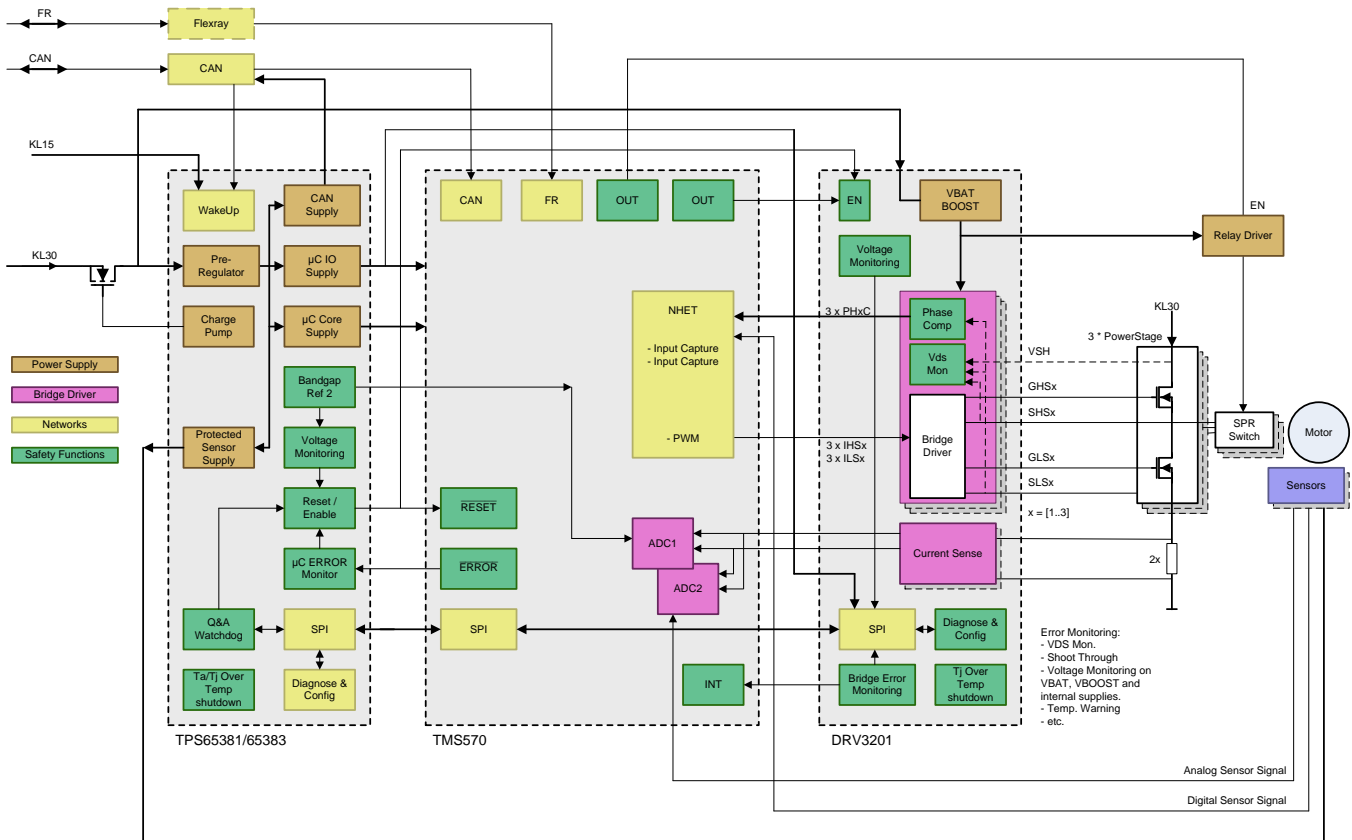 FR
Flexray
CAN
CAN
KL15
WakeUp
CAN
Supply
CAN
FR
OUT
OUT
EN
VBAT
BOOST
EN
Relay Driver
KL30
Pre-
Regulator
µC IO
Supply
Voltage
Monitoring
Charge
Pump
µC Core
Supply
NHET
- Input Capture
- Input Capture
- PWM
3 x PHxC
Phase
Comp
Vds
Mon
KL30
3 * PowerStage
VSH
GHSx
SHSx
GLSx
SLSx
x = [1..3]
SPR
Switch
Motor
Sensors
Power Supply
Bridge Driver
Networks
Safety Functions
Bandgap
Ref 2
Protected
Sensor
Supply
Voltage
Monitoring
3 x IHSx
3 x ILSx
Bridge
Driver
Reset /
Enable
RESET
µC ERROR
Monitor
ERROR
ADC1
ADC2
Current Sense
2x
Q&A
Watchdog
SPI
SPI
SPI
Diagnose &
Config
Ta/Tj Over
Temp
shutdown
Diagnose &
Config
INT
Bridge Error
Monitoring
Tj Over
Temp
shutdown
Error Monitoring:
- VDS Mon.
- Shoot Through
- Voltage Monitoring on
VBAT, VBOOST and
internal supplies.
- Temp. Warning
- etc.
TPS65381/65383
TMS570
DRV3201
Analog Sensor Signal
Digital Sensor Signal